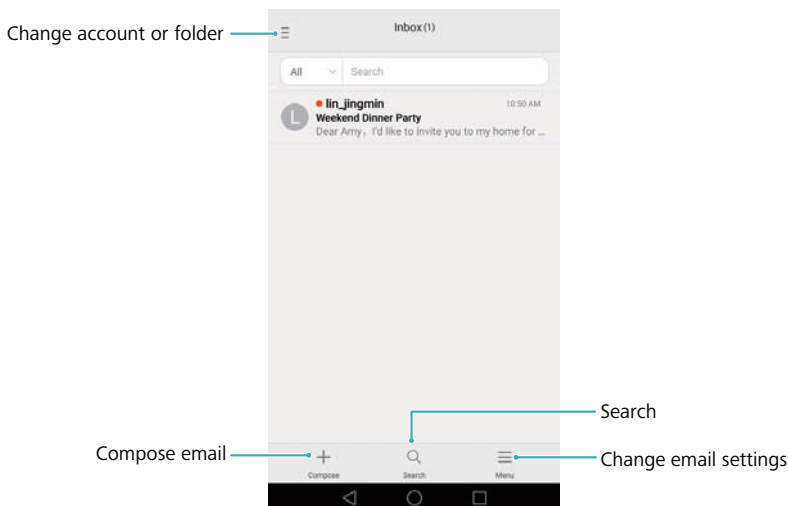 Inbox(1)
Change account or folder
All
Search
lin_jingmin
10:50 AM
L
Weekend Dinner Party
Dear Amy, I'd like to invite you to my home for ...
Search
Compose email
Change email settings
Compose
Search
Menu